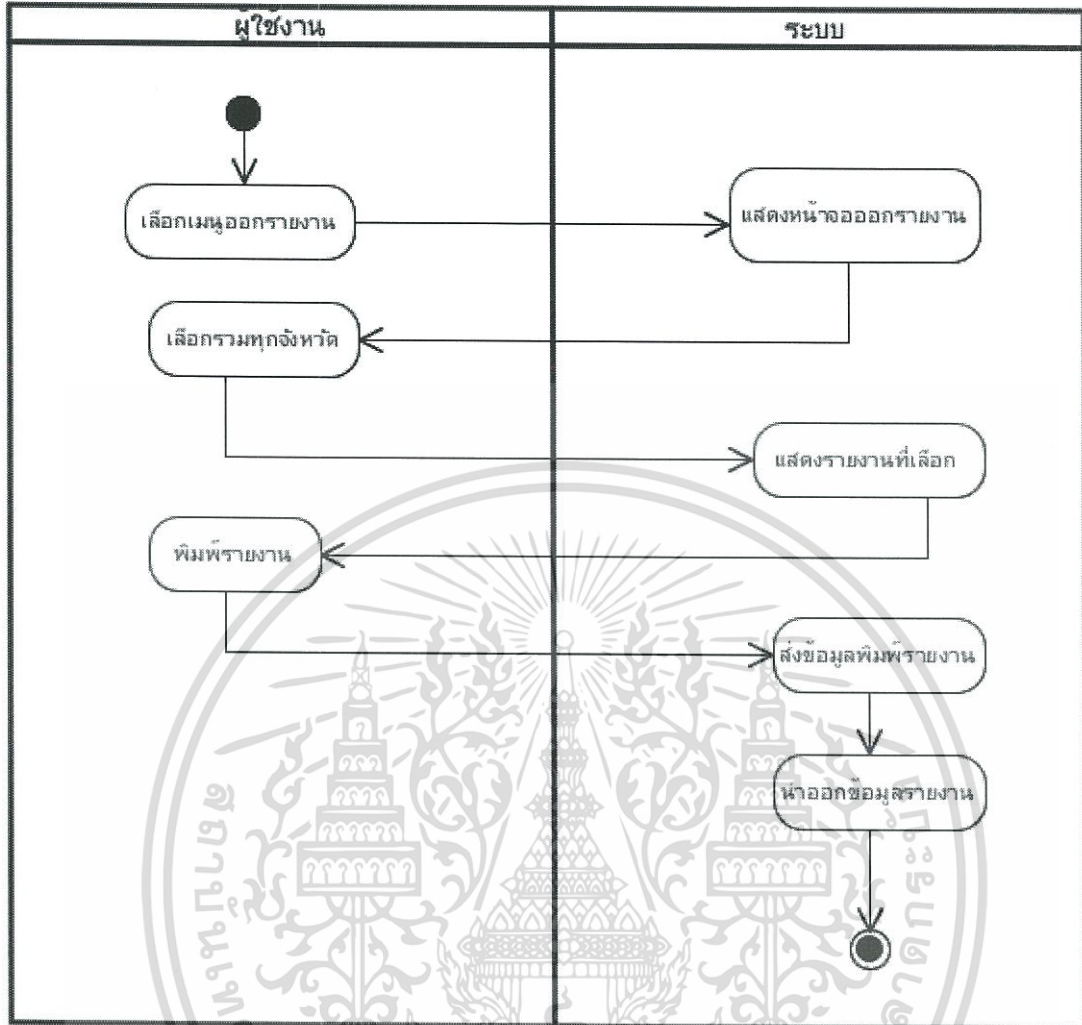 ผู้ใช้งาน
ระบบ
เลือกเมนูออกรายงาน
แสดงหน้าจอออกรายงาน
เลือกรวมทุกจังหวัด
แสดงรายงานที่เลือก
พิมพ์รายงาน
ส่งข้อมูลพิมพ์รายงาน
นำออกข้อมูลรายงาน